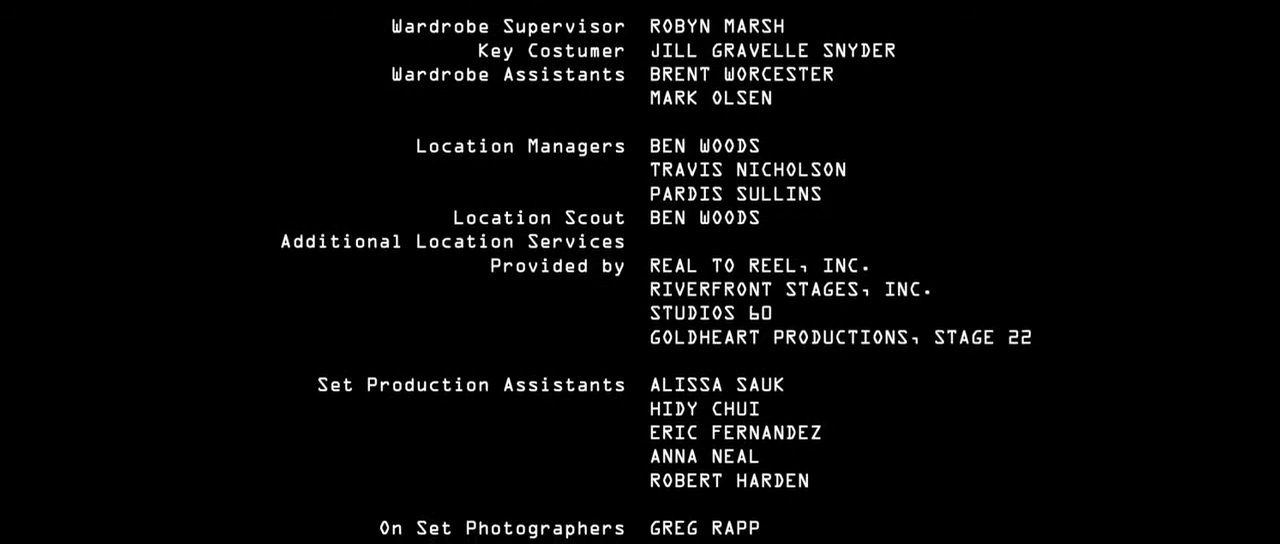 Wardrobe Supervisor ROBYN MARSH
Key Costumer JILL GRAVELLE SNYDER
Wardrobe Assistants BRENT WORCESTER
MARK OLSEN
Location Managers BEN WOODS
TRAVIS NICHOLSON
PARDIS SULLINS
Location Scout BEN WOODS
Additional Location Services
Provided by REAL TO REEL, INC.
RIVERFRONT STAGES, INC.
STUDIOS 60
GOLDHEART PRODUCTIONS, STAGE 22
Set Production Assistants ALISSA SAUK
HIDY CHUI
ERIC FERNANDEZ
ANNA NEAL
ROBERT HARDEN
On Set Photographers GREG RAPP